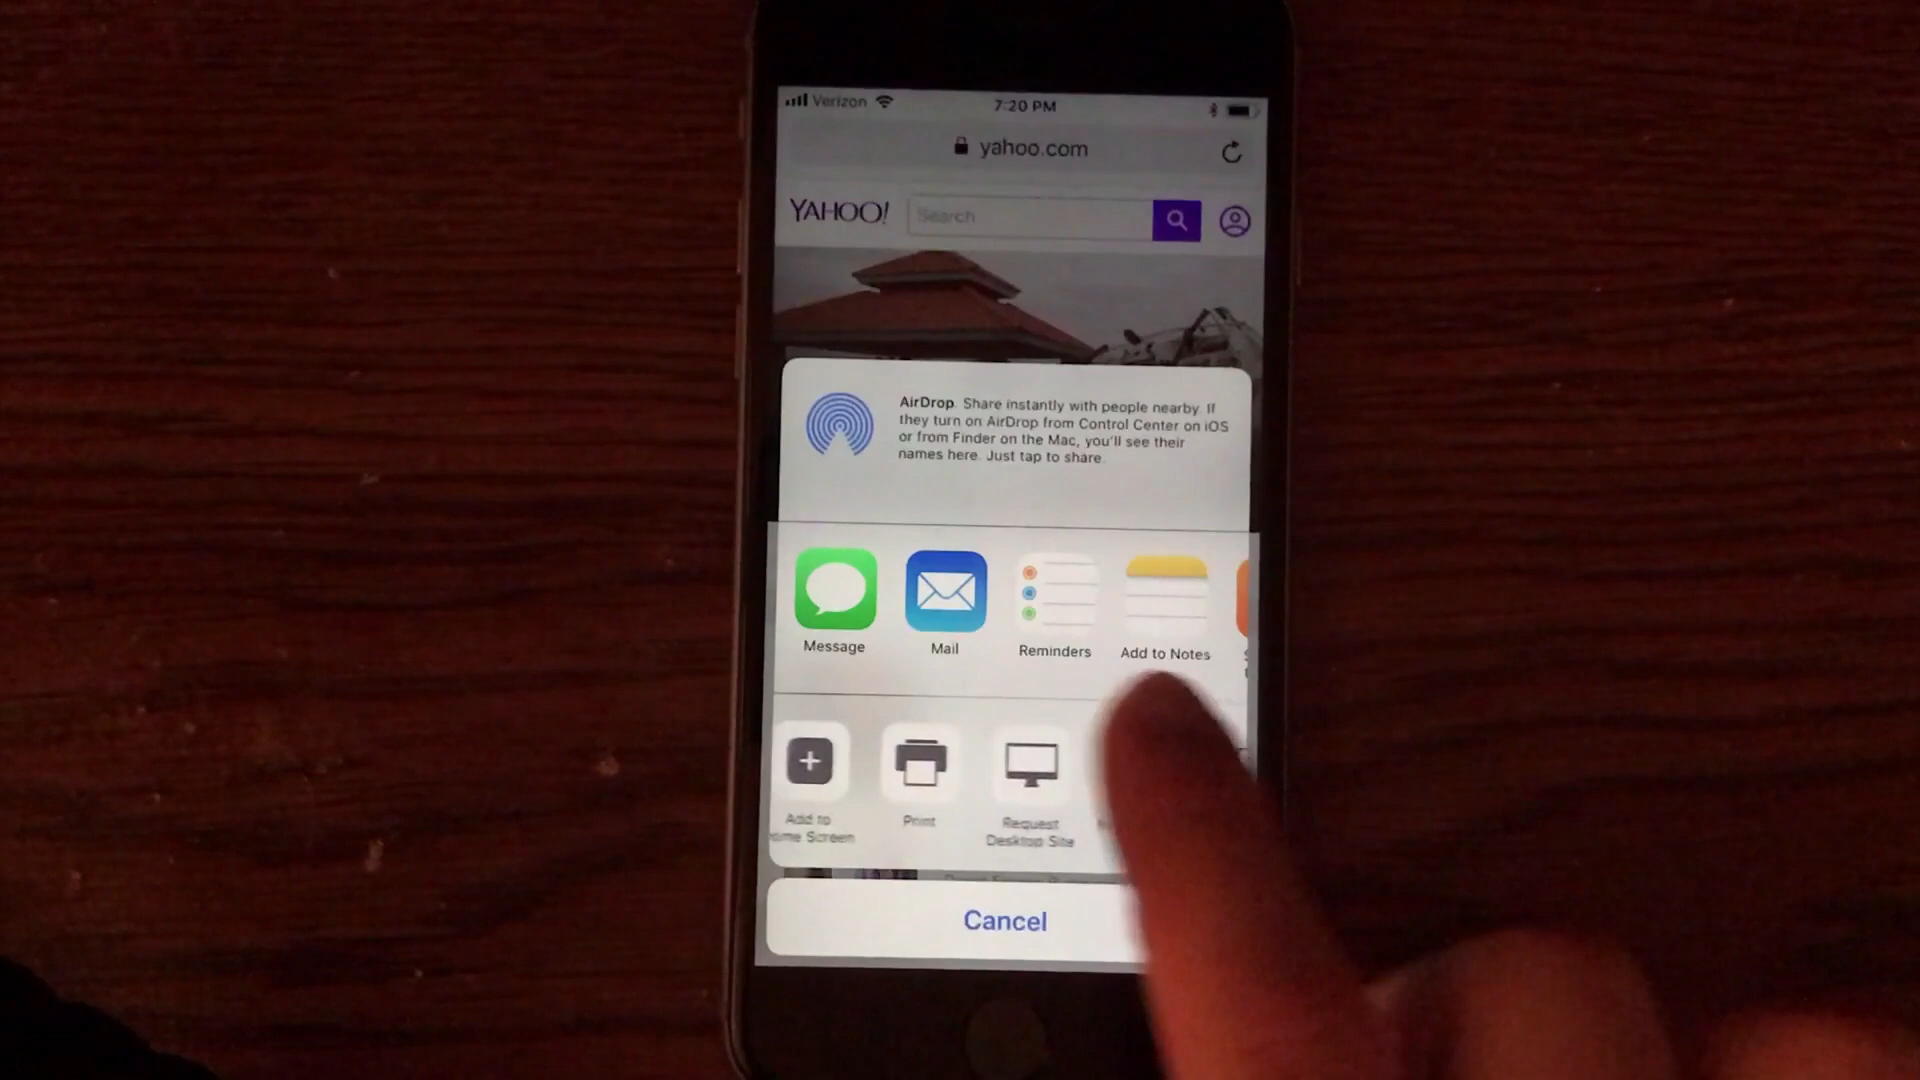 Verizon
7:20 PM
yahoo.com
YAHOO!
Search
AirDrop. Share instantly with people nearby. If
they turn on AirDrop from Control Center on iOS
or from Finder on the Mac, you'll see their
names here. Just tap to share.
Message
Mail
Reminders
Add to Notes
Add to
ome Screen
Print
Request
Desktop Site
Cancel